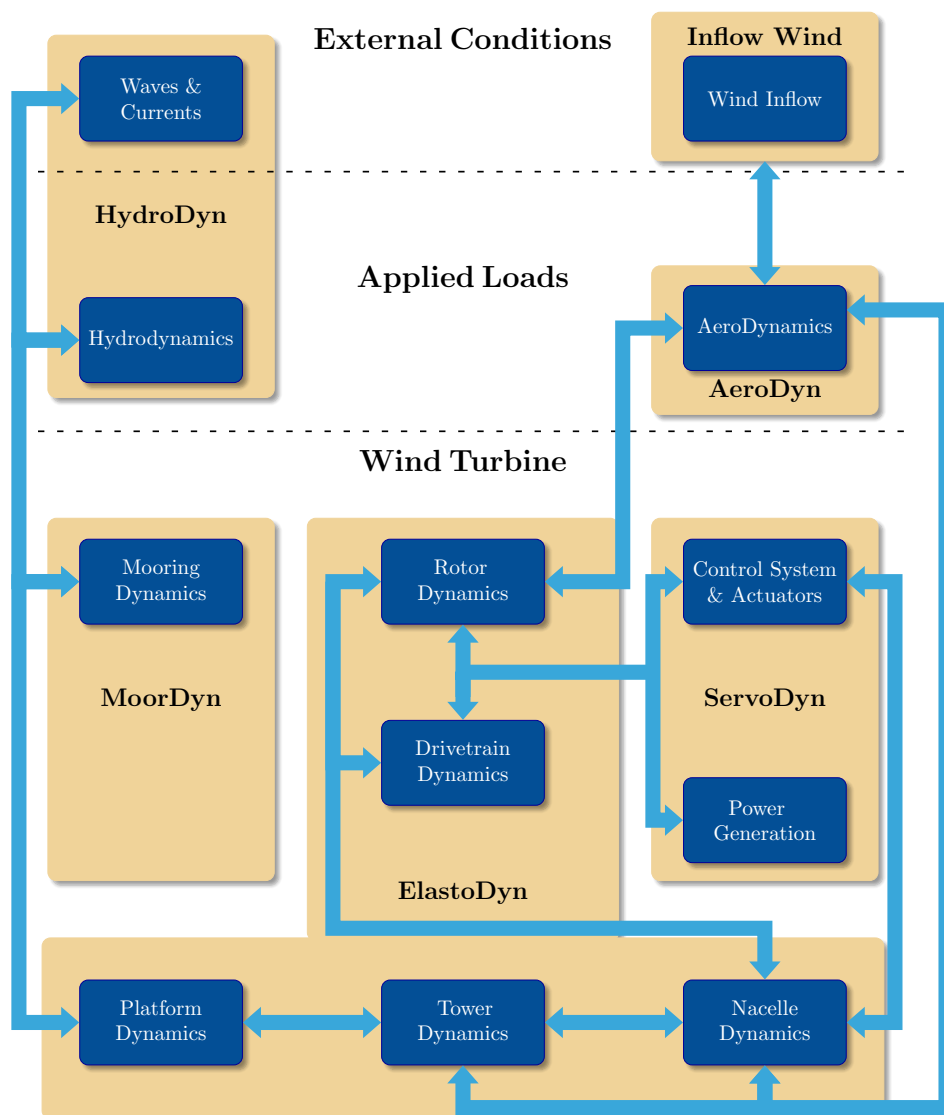 External Conditions
Inflow Wind
Waves &
Currents
Wind Inflow
HydroDyn
Applied Loads
Hydrodynamics
AeroDynamics
AeroDyn
Wind Turbine
Mooring
Dynamics
Rotor
Dynamics
Control System
& Actuators
MoorDyn
ServoDyn
Drivetrain
Dynamics
Power
Generation
ElastoDyn
Platform
Dynamics
Tower
Dynamics
Nacelle
Dynamics